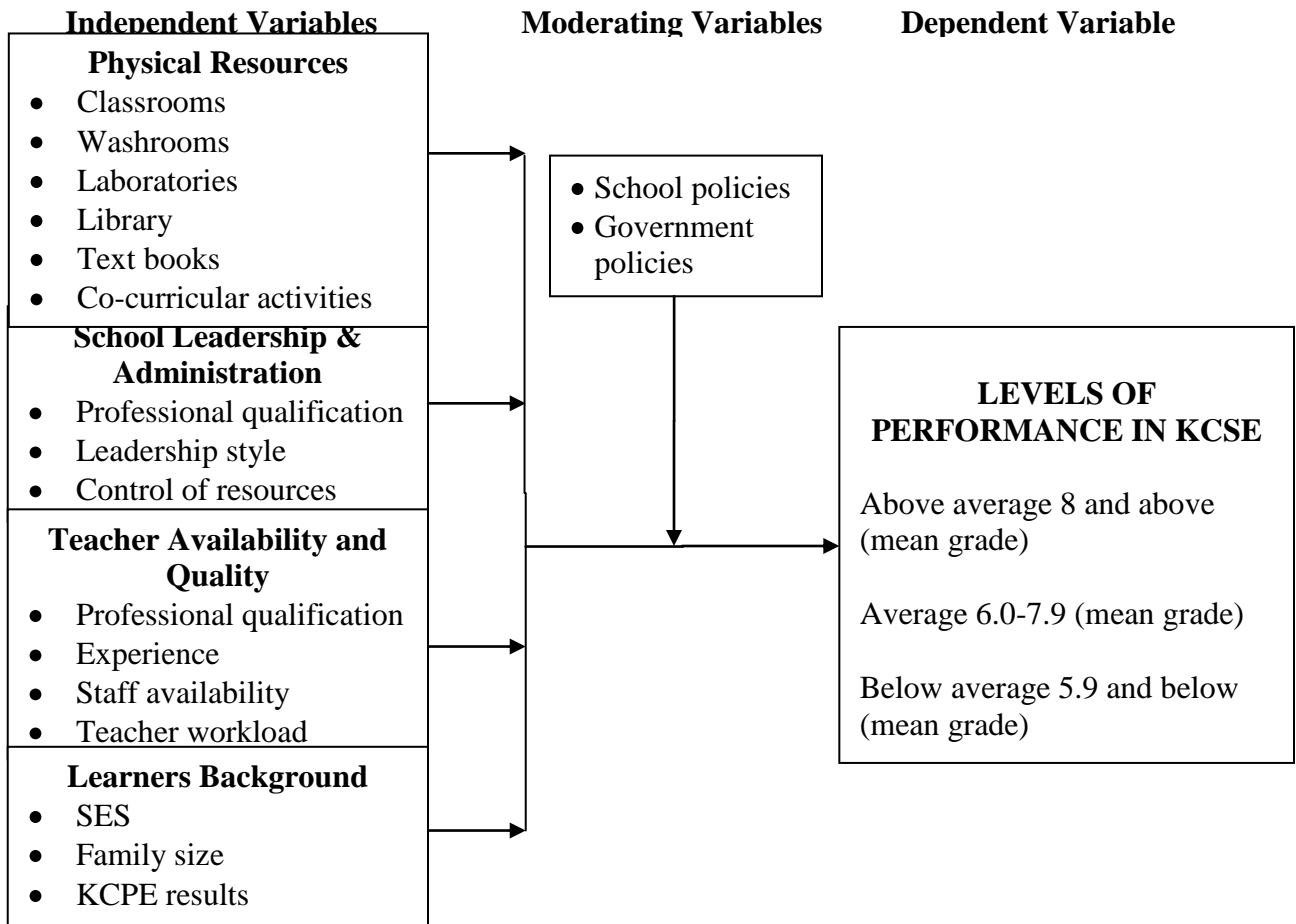 Independent Variables
Moderating Variables
Dependent Variable
Physical Resources
• Classrooms
• Washrooms
• Laboratories
• Library
• Text books
• Co-curricular activities
School Leadership &
Administration
• Professional qualification
• Leadership style
• Control of resources
Teacher Availability and
Quality
• Professional qualification
• Experience
• Staff availability
• Teacher workload
Learners Background
• SES
• Family size
• KCPE results
• School policies
• Government
policies
LEVELS OF
PERFORMANCE IN KCSE
Above average 8 and above
(mean grade)
Average 6.0-7.9 (mean grade)
Below average 5.9 and below
(mean grade)